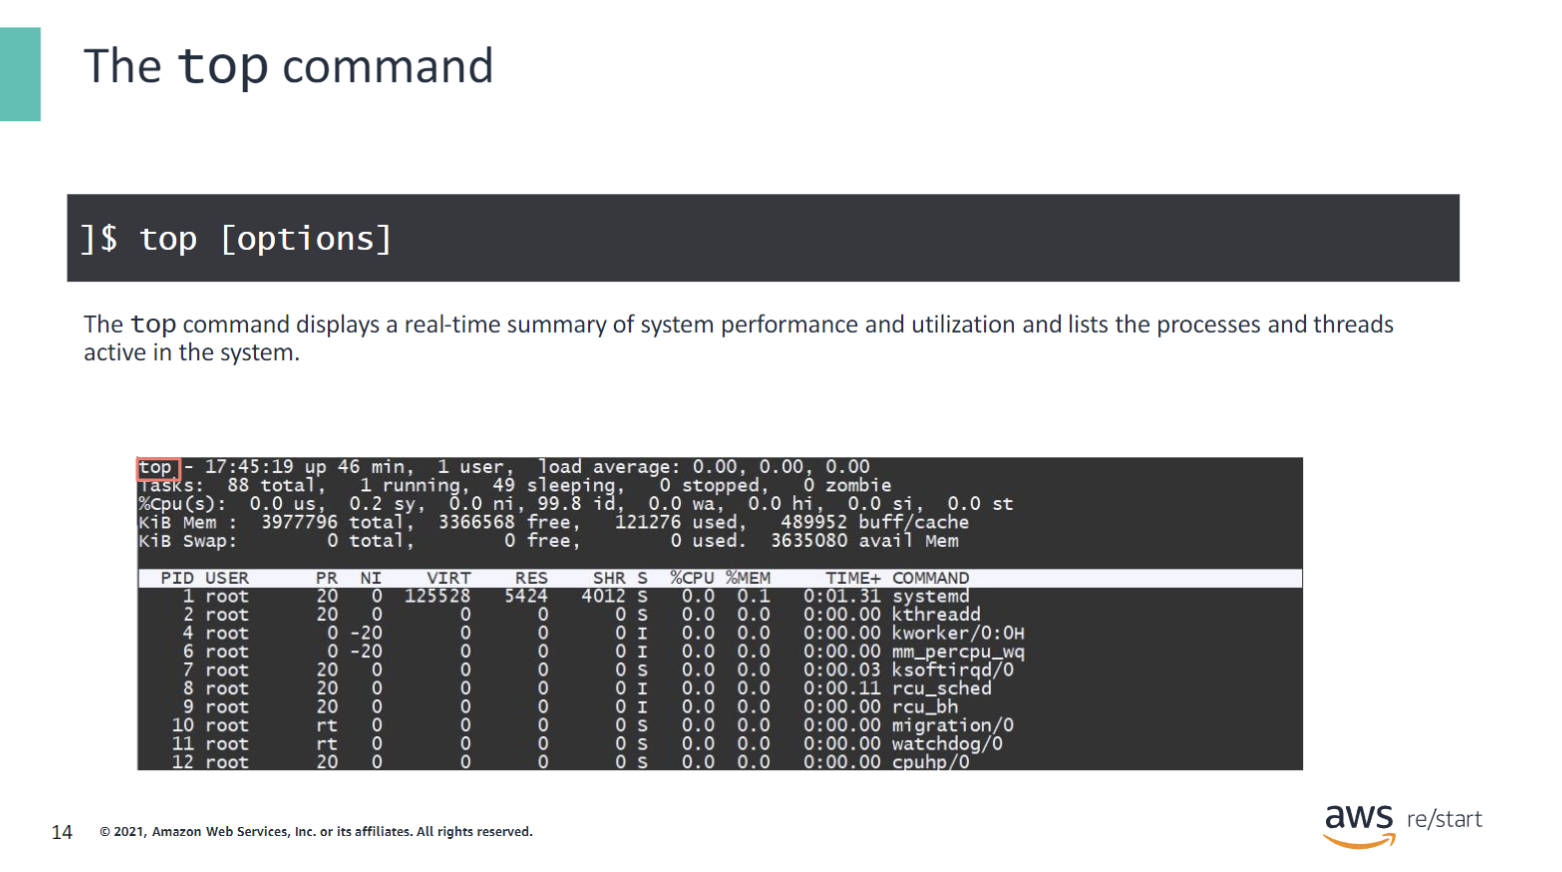 The top command
]$ top [options]
The top command displays a real-time summary of system performance and utilization and lists the processes and threads
active in the system.
top - 17:45:19 up 46 min,  1 user,  load average: 0.00, 0.00, 0.00
Tasks:  88 total,   1 running,  49 sleeping,   0 stopped,   0 zombie
%Cpu(s):  0.0 us,  0.2 sy,  0.0 ni, 99.8 id,  0.0 wa,  0.0 hi,  0.0 si,  0.0 st
KiB Mem :  3977796 total,  3366568 free,   121276 used,   489952 buff/cache
KiB Swap:        0 total,        0 free,        0 used.  3635080 avail Mem
PID USER      PR  NI    VIRT    RES    SHR S  %CPU %MEM     TIME+ COMMAND
1 root      20   0  125528   5424   4012 S   0.0  0.1   0:01.31 systemd
2 root      20   0       0      0      0 S   0.0  0.0   0:00.00 kthreadd
4 root       0 -20       0      0      0 I   0.0  0.0   0:00.00 kworker/0:0H
6 root       0 -20       0      0      0 I   0.0  0.0   0:00.00 mm_percpu_wq
7 root      20   0       0      0      0 S   0.0  0.0   0:00.03 ksoftirqd/0
8 root      20   0       0      0      0 I   0.0  0.0   0:00.11 rcu_sched
9 root      20   0       0      0      0 I   0.0  0.0   0:00.00 rcu_bh
10 root      rt   0       0      0      0 S   0.0  0.0   0:00.00 migration/0
11 root      rt   0       0      0      0 S   0.0  0.0   0:00.00 watchdog/0
12 root      20   0       0      0      0 S   0.0  0.0   0:00.00 cpuhp/0
14 © 2021, Amazon Web Services, Inc. or its affiliates. All rights reserved.
aws re/start